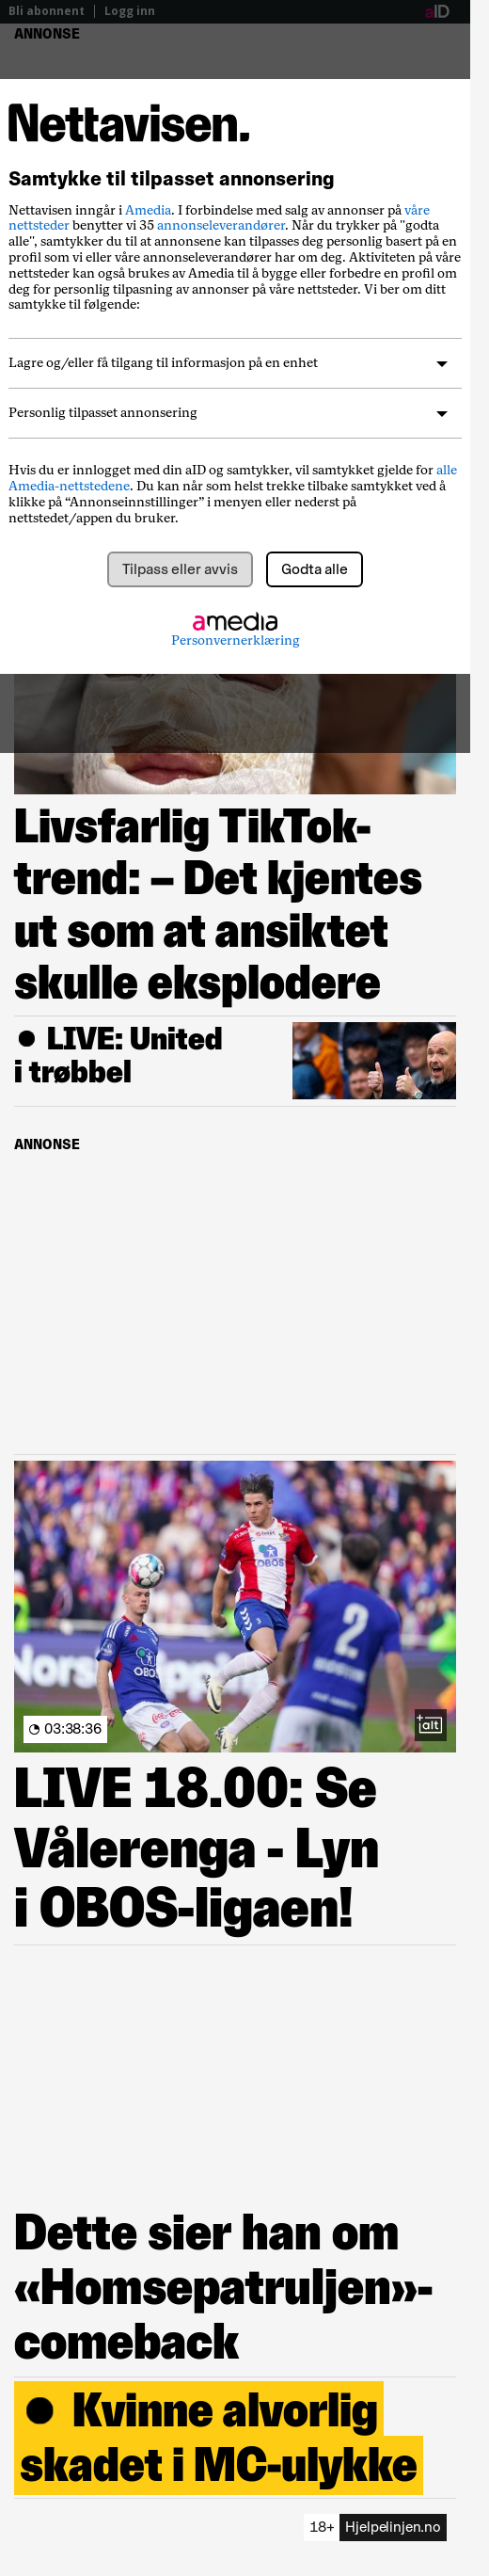 Bli abonnent | Logg inn
aID
ANNONSE
Nettavisen.
Samtykke til tilpasset annonsering
Nettavisen inngår i Amedia. I forbindelse med salg av annonser på våre
nettsteder benytter vi 35 annonseleverandører. Når du trykker på "godta
alle", samtykker du til at annonsene kan tilpasses deg personlig basert på en
profil som vi eller våre annonseleverandører har om deg. Aktiviteten på våre
nettsteder kan også brukes av Amedia til å bygge eller forbedre en profil om
deg for personlig tilpasning av annonser på våre nettsteder. Vi ber om ditt
samtykke til følgende:
Lagre og/eller få tilgang til informasjon på en enhet
Personlig tilpasset annonsering
Hvis du er innlogget med din aID og samtykker, vil samtykket gjelde for alle
Amedia-nettstedene. Du kan når som helst trekke tilbake samtykket ved å
klikke på “Annonseinnstillinger” i menyen eller nederst på
nettstedet/appen du bruker.
Tilpass eller avvis
Godta alle
amedia
Personvernerklæring
Livsfarlig TikTok-
trend: – Det kjentes
ut som at ansiktet
skulle eksplodere
LIVE: United
i trøbbel
ANNONSE
OBOS
OBOS
2
03:38:36
+alt
LIVE 18.00: Se
Vålerenga - Lyn
i OBOS-ligaen!
Dette sier han om
«Homsepatruljen»-
comeback
Kvinne alvorlig
skadet i MC-ulykke
18+ Hjelpelinjen.no